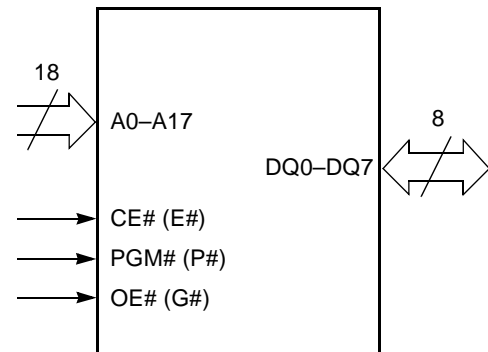 18
A0–A17
8
DQ0–DQ7
CE# (E#)
PGM# (P#)
OE# (G#)